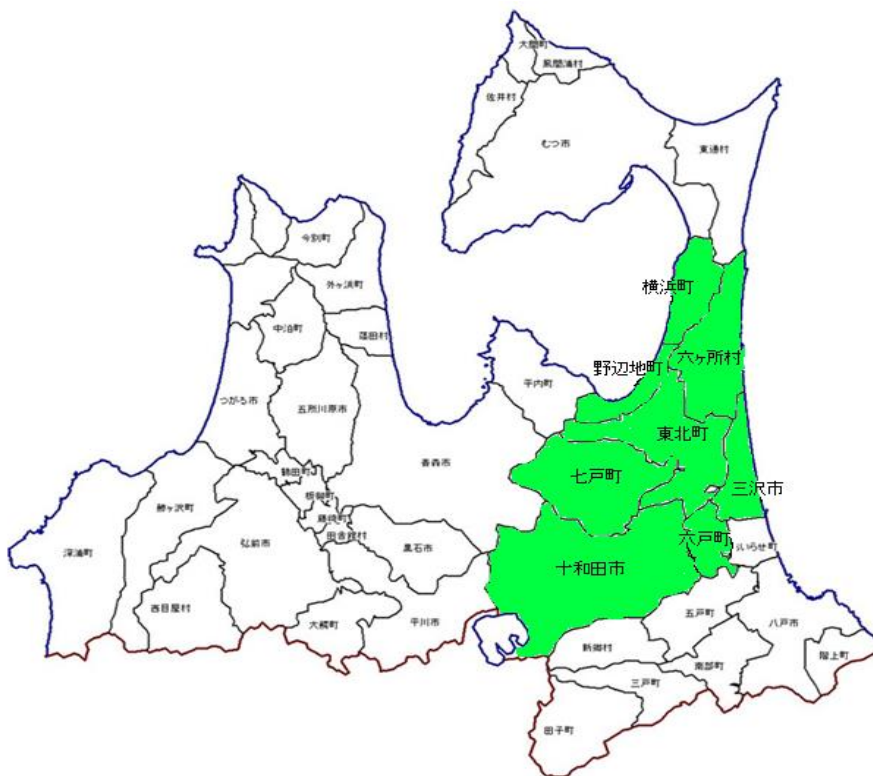 大間町
風間浦村
佐井村
むつ市
東通村
今別町
外ヶ浜町
横浜町
中泊町
蓬田村
野辺地町
六ヶ所村
平内町
つがる市
五所川原市
東北町
青森市
鶴田町
七戸町
三沢市
板柳町
鰺ヶ沢町
藤崎町
田舎館村
六戸町
弘前市
黒石市
おいらせ町
深浦町
十和田市
西目屋村
五戸町
八戸市
大鰐町
平川市
新郷村
階上町
南部町
三戸町
田子町